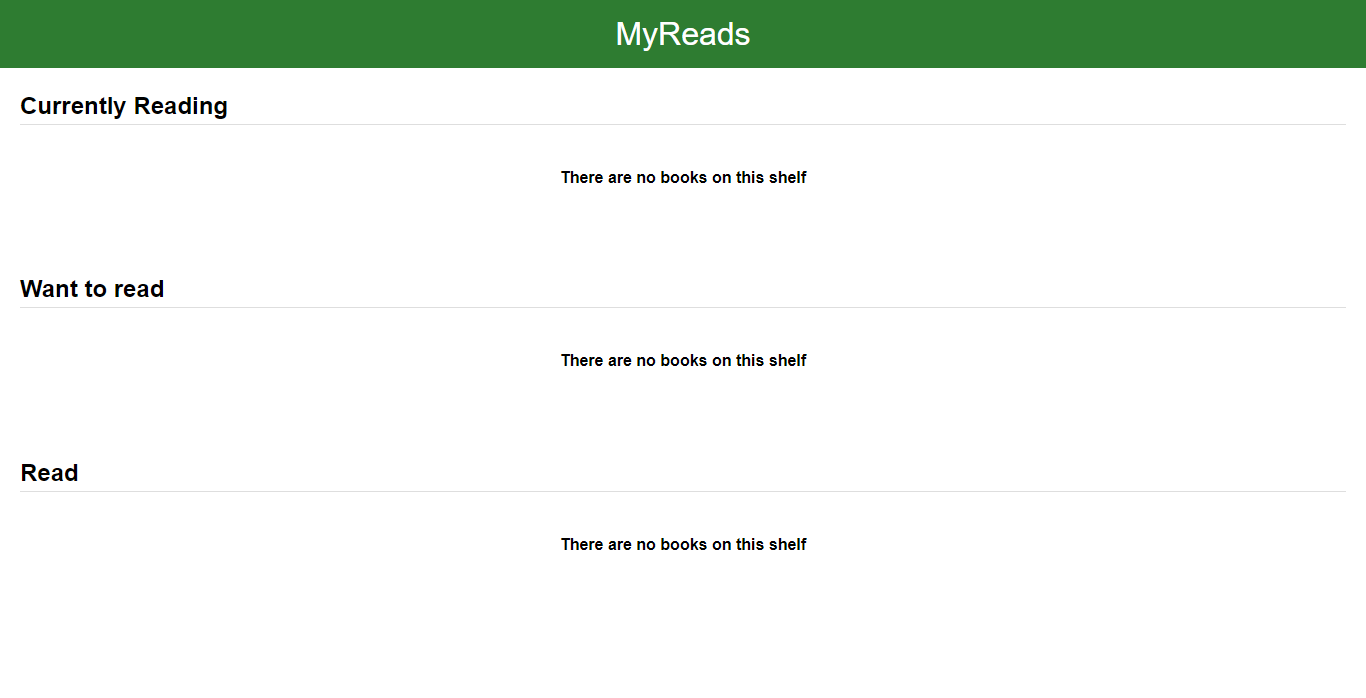 MyReads
Currently Reading
There are no books on this shelf
Want to read
There are no books on this shelf
Read
There are no books on this shelf